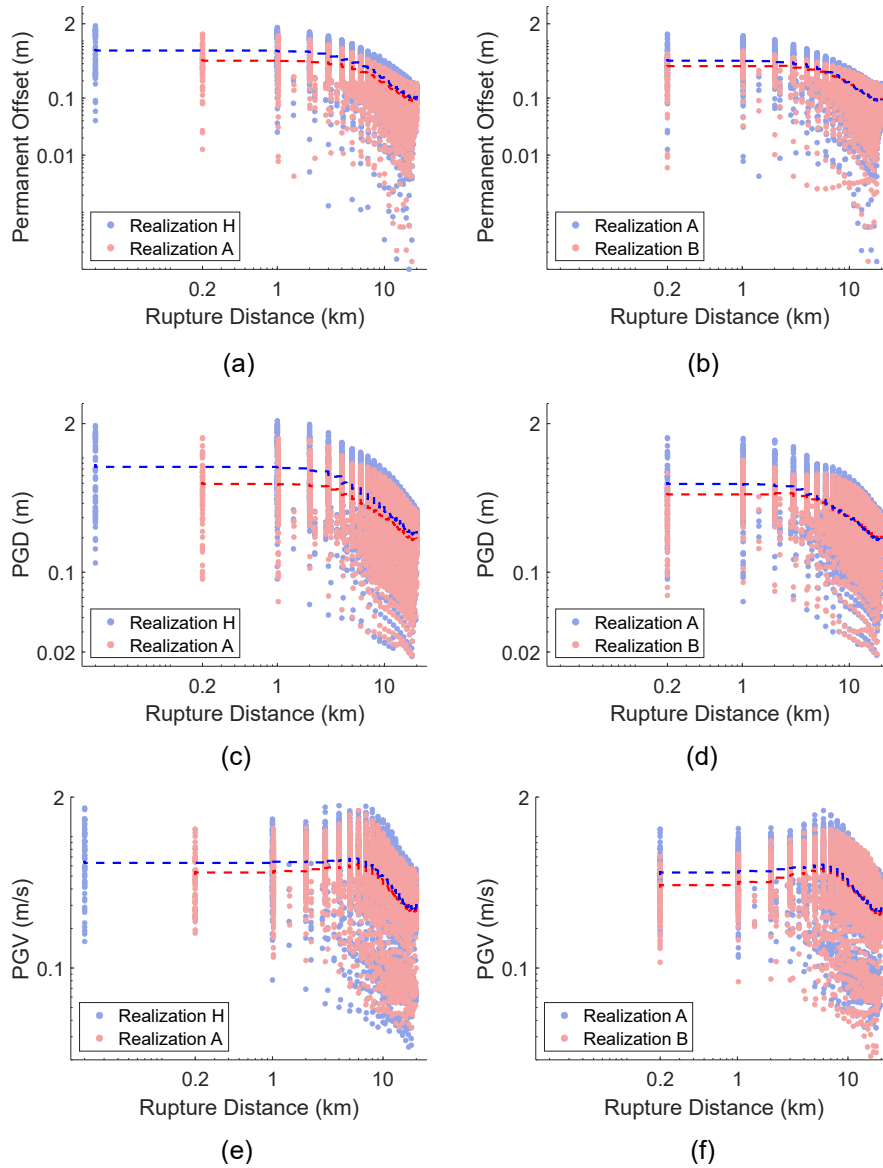 2
0.1
0.01
Permanent Offset (m)
Realization H
Realization A
0.2
1
10
Rupture Distance (km)
(a)
2
0.1
0.01
Permanent Offset (m)
Realization A
Realization B
0.2
1
10
Rupture Distance (km)
(b)
2
0.1
0.02
PGD (m)
Realization H
Realization A
0.2
1
10
Rupture Distance (km)
(c)
2
0.1
0.02
PGD (m)
Realization A
Realization B
0.2
1
10
Rupture Distance (km)
(d)
2
0.1
PGV (m/s)
Realization H
Realization A
0.2
1
10
Rupture Distance (km)
(e)
2
0.1
PGV (m/s)
Realization A
Realization B
0.2
1
10
Rupture Distance (km)
(f)